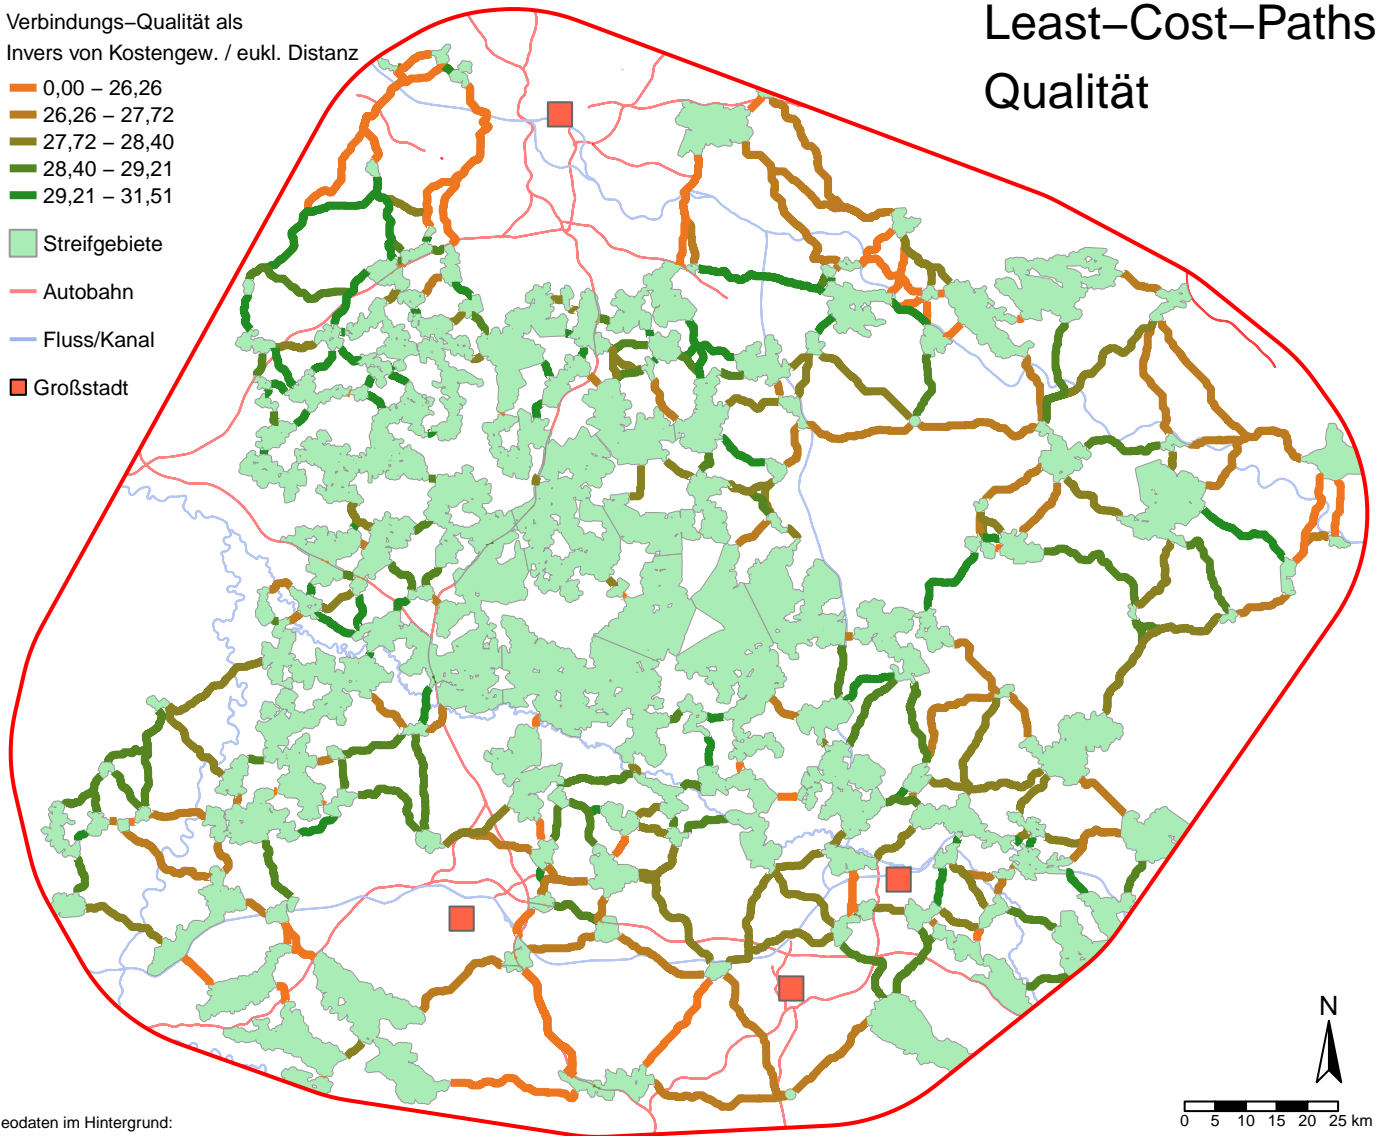 Least–Cost–Paths
Qualität
Verbindungs–Qualität als
Invers von Kostengew. / eukl. Distanz
0,00 – 26,26
26,26 – 27,72
27,72 – 28,40
28,40 – 29,21
29,21 – 31,51
Streifgebiete
Autobahn
Fluss/Kanal
Großstadt
N
0 5 10 15 20 25 km
eodaten im Hintergrund: